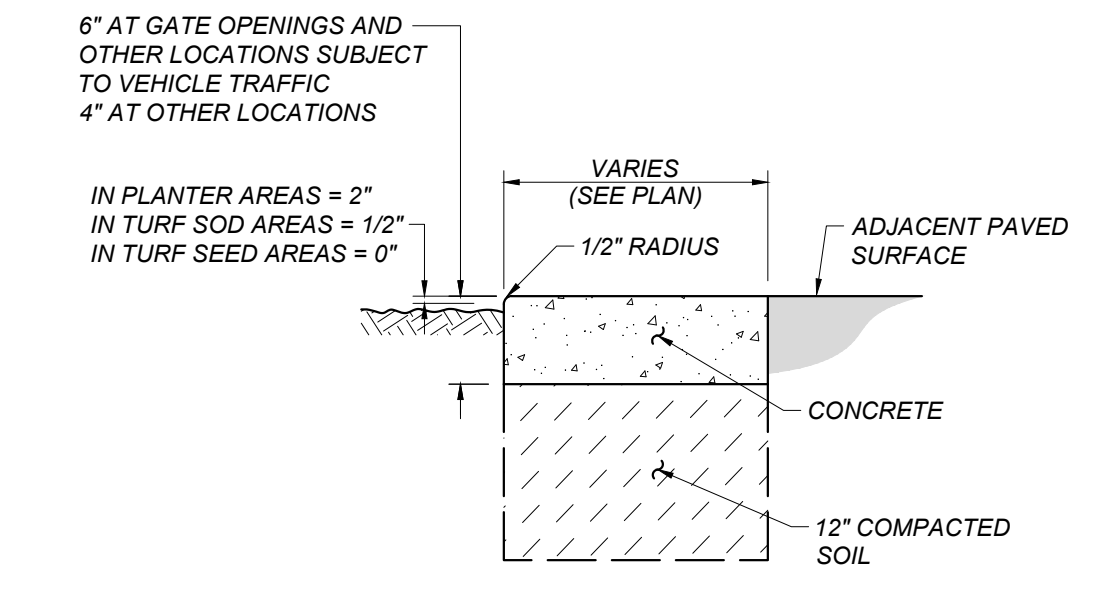 6" AT GATE OPENINGS AND
OTHER LOCATIONS SUBJECT
TO VEHICLE TRAFFIC
4" AT OTHER LOCATIONS
VARIES
(SEE PLAN)
IN PLANTER AREAS = 2"
IN TURF SOD AREAS = 1/2"
IN TURF SEED AREAS = 0"
1/2" RADIUS
ADJACENT PAVED
SURFACE
CONCRETE
12" COMPACTED
SOIL